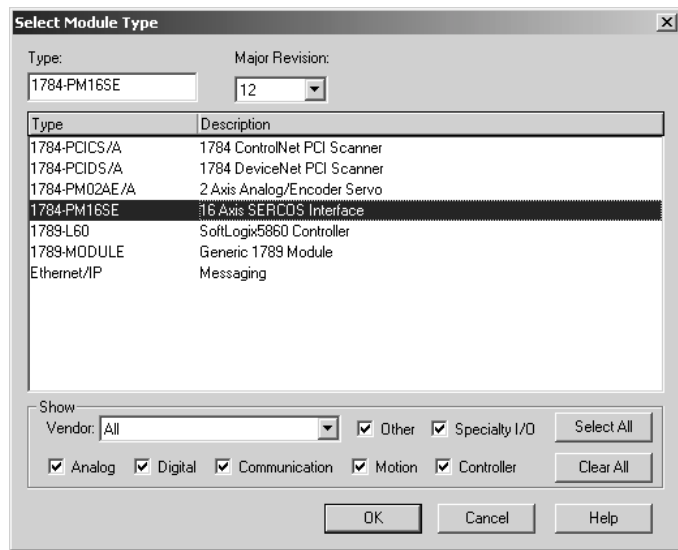 Select Module Type
Type: Major Revision:
1784-PM16SE 12
Type Description
1784-PCICS/A 1784 ControlNet PCI Scanner
1784-PCIDS/A 1784 DeviceNet PCI Scanner
1784-PM02AE/A 2 Axis Analog/Encoder Servo
1784-PM16SE 16 Axis SERCOS Interface
1789-L60 SoftLogix5860 Controller
1789-MODULE Generic 1789 Module
Ethernet/IP Messaging
Show
Vendor: All Other Specialty I/O Select All
Analog Digital Communication Motion Controller Clear All
OK Cancel Help